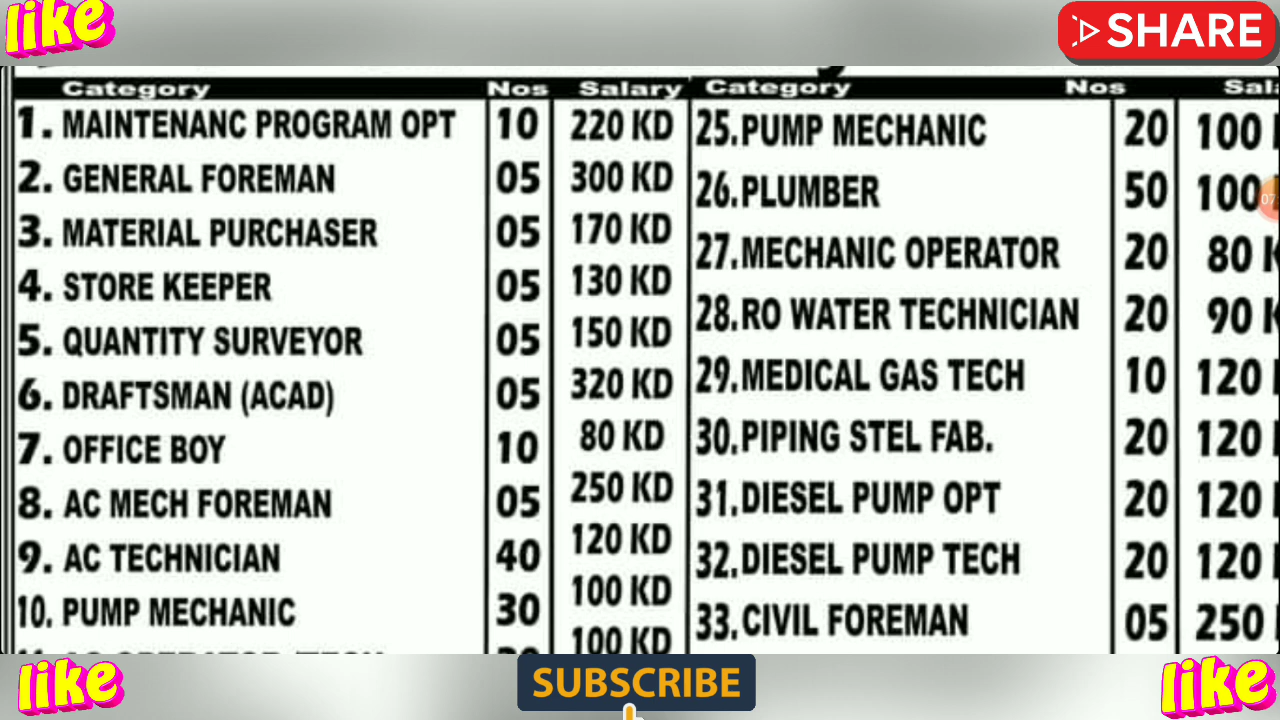 like
SHARE
Category Nos Salary
1. MAINTENANC PROGRAM OPT 10 220 KD
2. GENERAL FOREMAN 05 300 KD
3. MATERIAL PURCHASER 05 170 KD
4. STORE KEEPER 05 130 KD
5. QUANTITY SURVEYOR 05 150 KD
6. DRAFTSMAN (ACAD) 05 320 KD
7. OFFICE BOY 10 80 KD
8. AC MECH FOREMAN 05 250 KD
9. AC TECHNICIAN 40 120 KD
10. PUMP MECHANIC 30 100 KD
100 KD
Category Nos
25. PUMP MECHANIC 20 100
26. PLUMBER 50 100
27. MECHANIC OPERATOR 20 80 K
28. RO WATER TECHNICIAN 20 90 K
29. MEDICAL GAS TECH 10 120
30. PIPING STEL FAB. 20 120
31. DIESEL PUMP OPT 20 120
32. DIESEL PUMP TECH 20 120
33. CIVIL FOREMAN 05 250
like
SUBSCRIBE
like